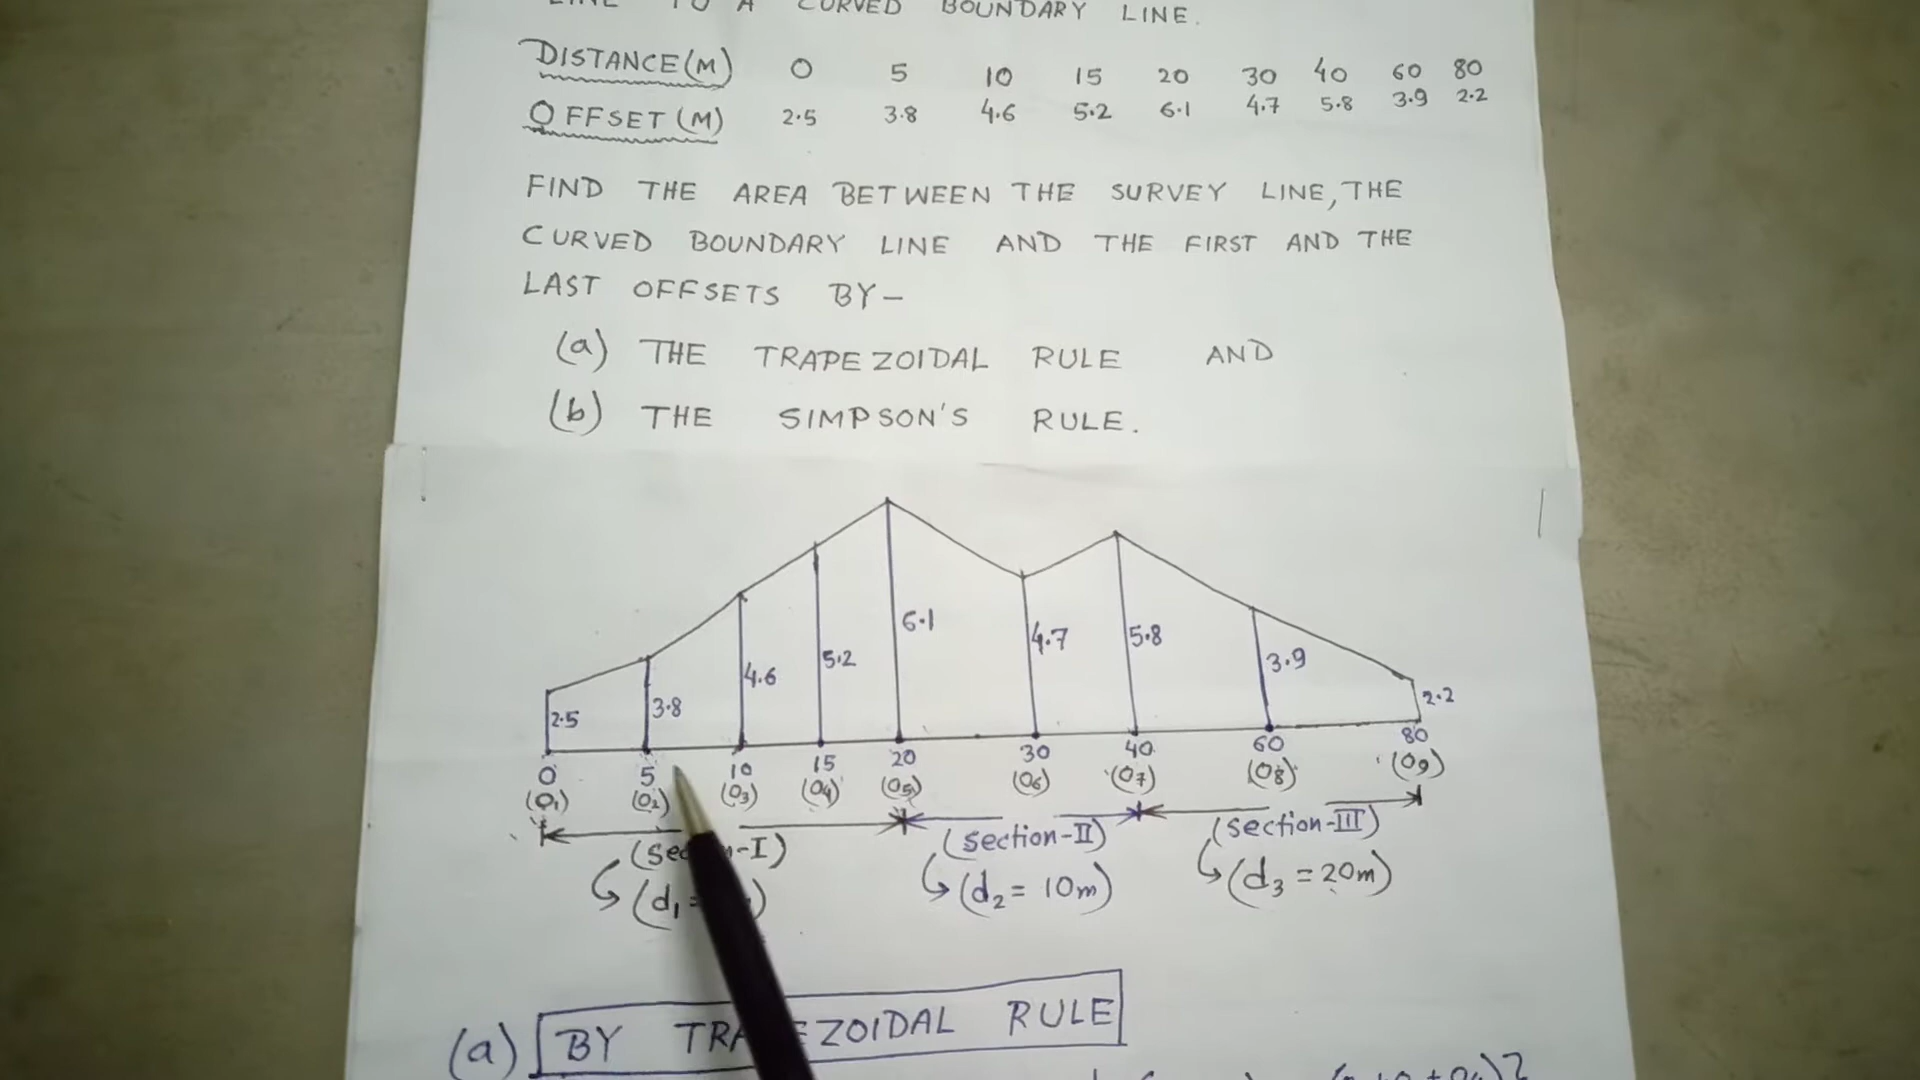 LINE TO A CURVED BOUNDARY LINE.
DISTANCE(M) 0 5 10 15 20 30 40 60 80
OFFSET(M) 2.5 3.8 4.6 5.2 6.1 4.7 5.8 3.9 2.2
FIND THE AREA BETWEEN THE SURVEY LINE, THE
CURVED BOUNDARY LINE AND THE FIRST AND THE
LAST OFFSETS BY-
(a) THE TRAPEZOIDAL RULE AND
(b) THE SIMPSON'S RULE.
2.5 3.8 4.6 5.2 6.1 4.7 5.8 3.9 2.2
0 5 10 15 20 30 40 60 80
(O1) (O2) (O3) (O4) (O5) (O6) (O7) (O8) (O9)
(section-II) (section-III)
(d2 = 10m) (d3 = 20m)
(a) BY TRAPEZOIDAL RULE